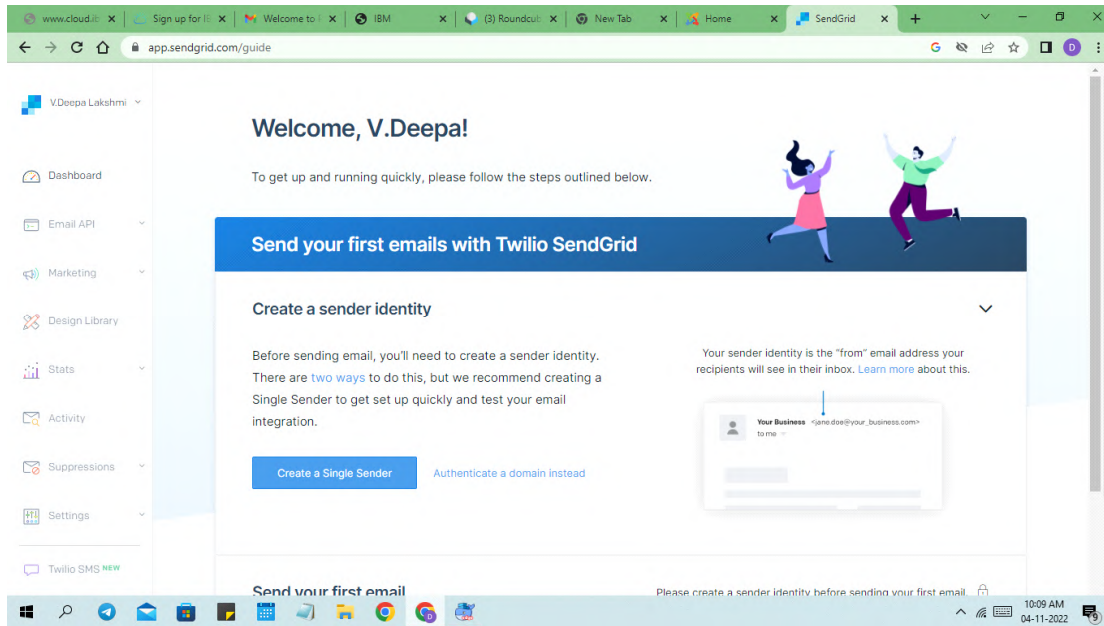 www.cloud.ib
Sign up for IE
Welcome to
IBM
(3) Roundcub
New Tab
Home
SendGrid
app.sendgrid.com/guide
G
D
V.Deepa Lakshmi
Dashboard
Email API
Marketing
Design Library
Stats
Activity
Suppressions
Settings
Twilio SMS NEW
Welcome, V.Deepa!
To get up and running quickly, please follow the steps outlined below.
Send your first emails with Twilio SendGrid
Create a sender identity
Before sending email, you'll need to create a sender identity.
There are two ways to do this, but we recommend creating a
Single Sender to get set up quickly and test your email
integration.
Create a Single Sender
Authenticate a domain instead
Your sender identity is the "from" email address your
recipients will see in their inbox. Learn more about this.
Your Business <jane.doe@your_business.com>
to me
Send your first email
Please create a sender identity before sending your first email.
10:09 AM
04-11-2022
9